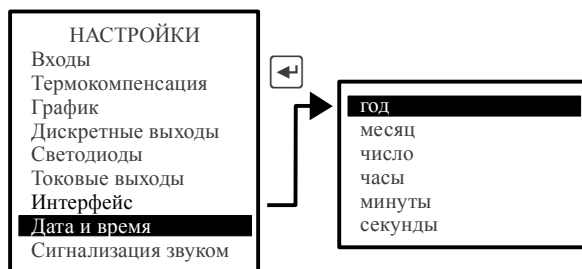 НАСТРОЙКИ
Входы
Термокомпенсация
График
Дискретные выходы
Светодиоды
Токовые выходы
Интерфейс
Дата и время
Сигнализация звуком
год
месяц
число
часы
минуты
секунды